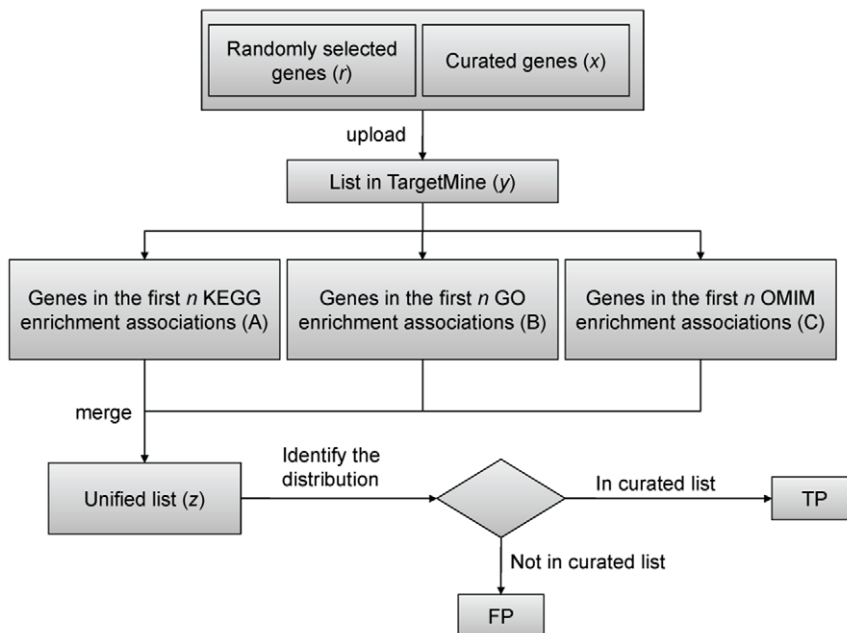 Randomly selected
genes (r)
Curated genes (x)
upload
List in TargetMine (y)
Genes in the first n KEGG
enrichment associations (A)
Genes in the first n GO
enrichment associations (B)
Genes in the first n OMIM
enrichment associations (C)
merge
Unified list (z)
Identify the
distribution
In curated list
TP
Not in curated list
FP